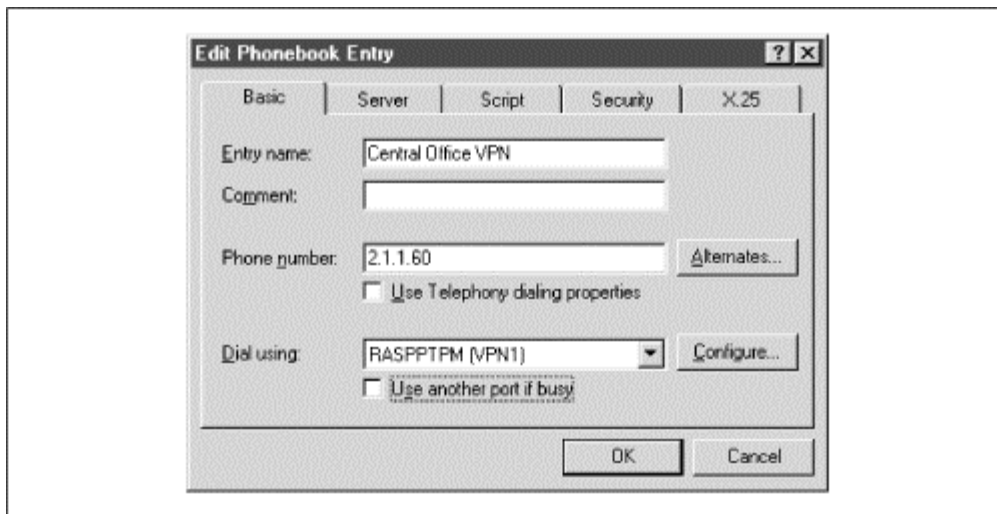 Edit Phonebook Entry
Basic Server Script Security X.25
Entry name: Central Office VPN
Comment:
Phone number: 2.1.1.60 Alternates...
Use Telephony dialing properties
Dial using: RASPPTPM (VPN1) Configure...
Use another port if busy
OK Cancel